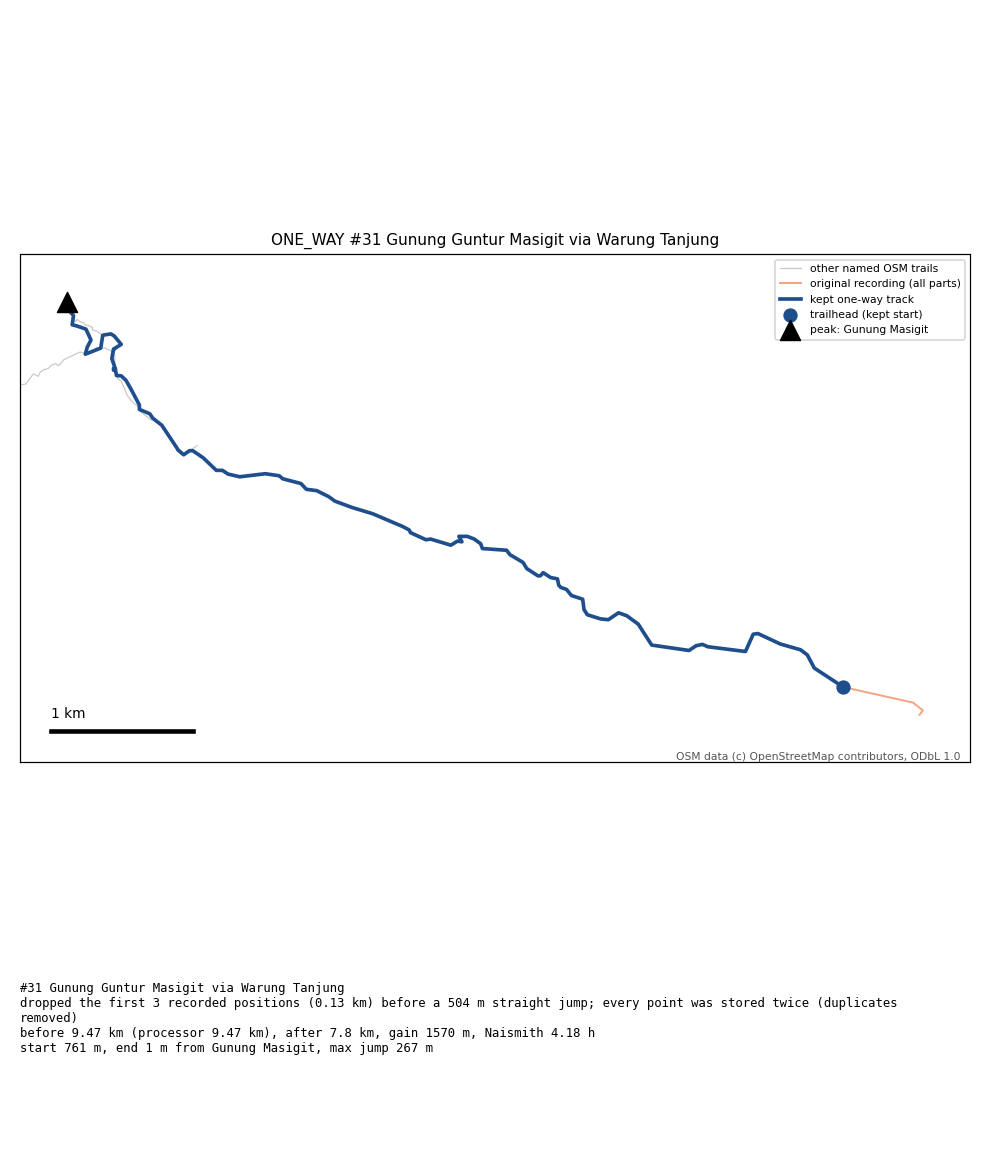 ONE_WAY #31 Gunung Guntur Masigit via Warung Tanjung
other named OSM trails
original recording (all parts)
kept one-way track
trailhead (kept start)
peak: Gunung Masigit
1 km
OSM data (c) OpenStreetMap contributors, ODbL 1.0
#31 Gunung Guntur Masigit via Warung Tanjung
dropped the first 3 recorded positions (0.13 km) before a 504 m straight jump; every point was stored twice (duplicates
removed)
before 9.47 km (processor 9.47 km), after 7.8 km, gain 1570 m, Naismith 4.18 h
start 761 m, end 1 m from Gunung Masigit, max jump 267 m